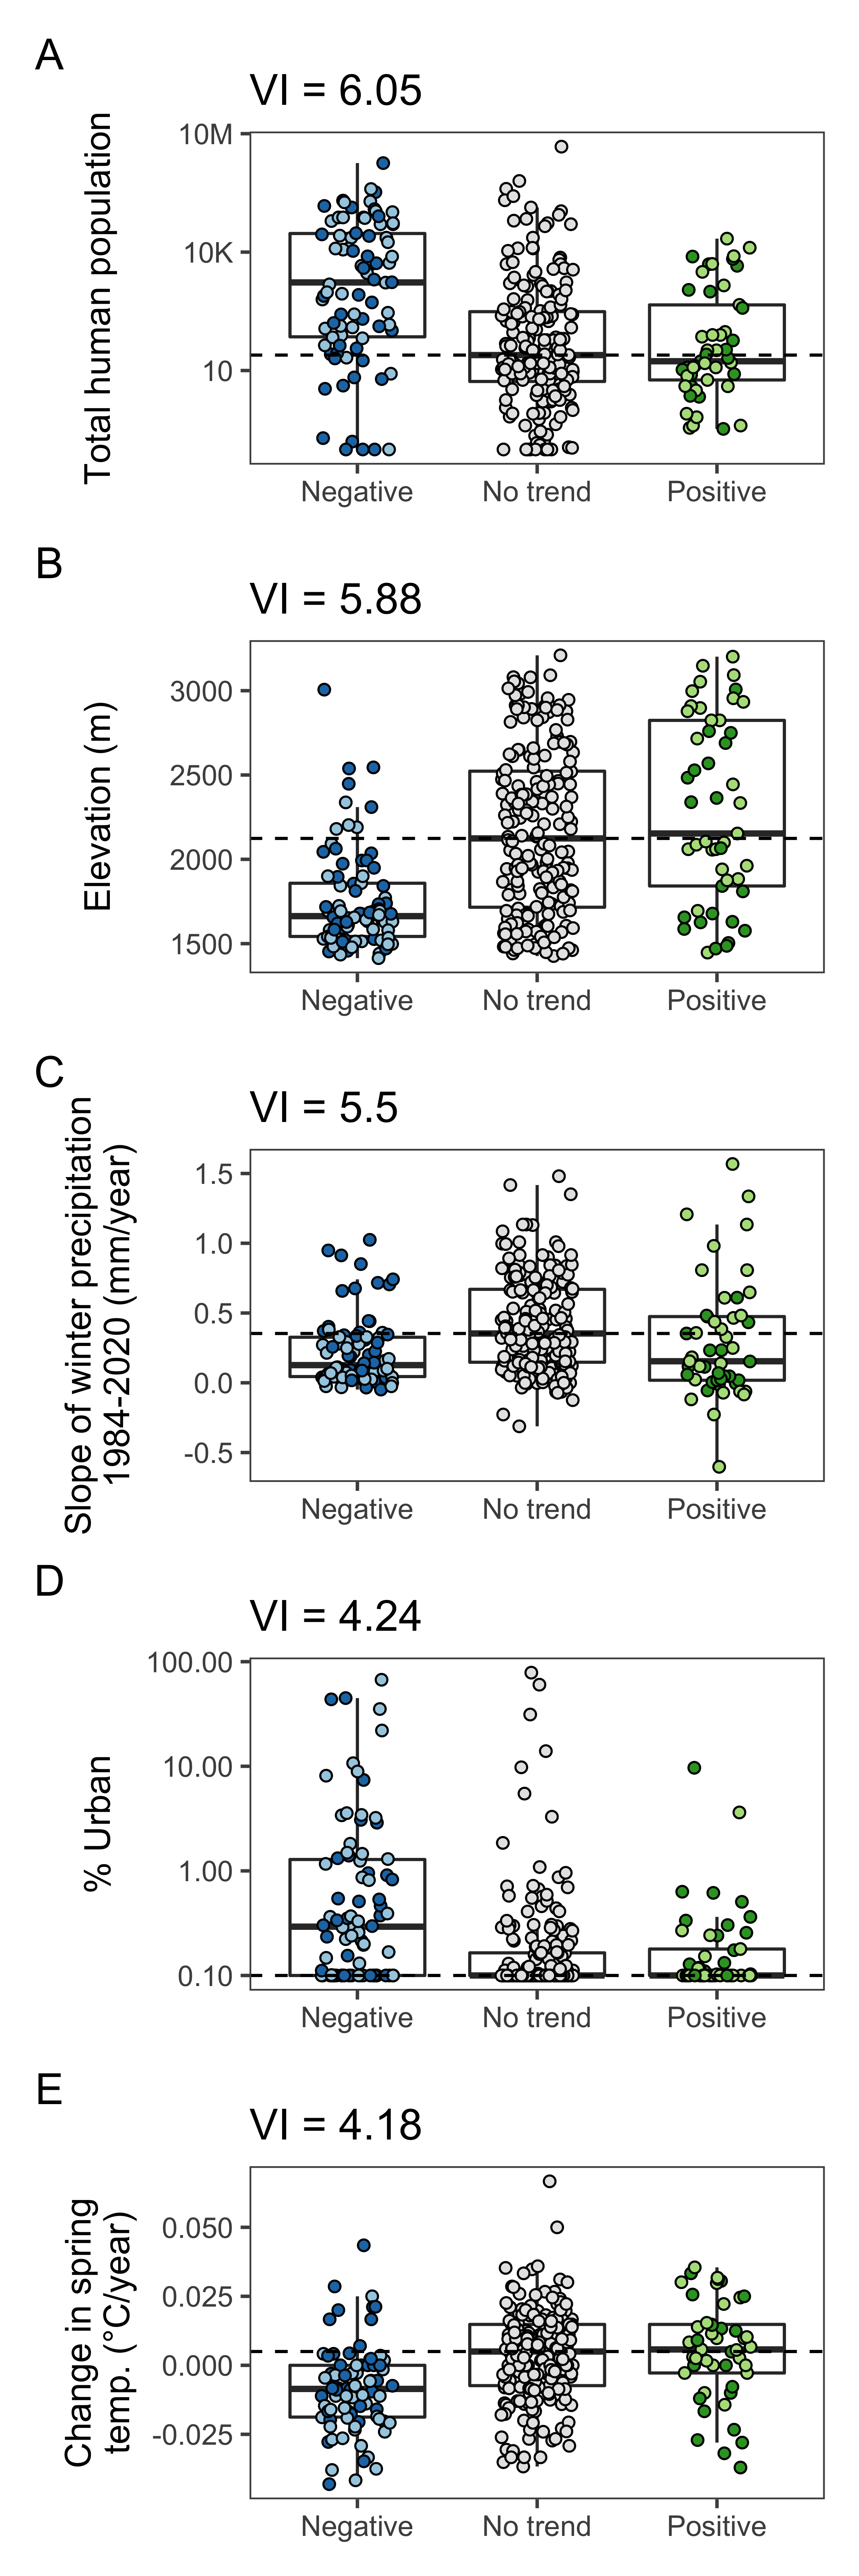 A
VI = 6.05
Total human population
10M
10K
10
Negative No trend Positive
B
VI = 5.88
Elevation (m)
3000
2500
2000
1500
Negative No trend Positive
C
VI = 5.5
Slope of winter precipitation
1984-2020 (mm/year)
1.5
1.0
0.5
0.0
-0.5
Negative No trend Positive
D
VI = 4.24
% Urban
100.00
10.00
1.00
0.10
Negative No trend Positive
E
VI = 4.18
Change in spring
temp. (°C/year)
0.050
0.025
0.000
-0.025
Negative No trend Positive